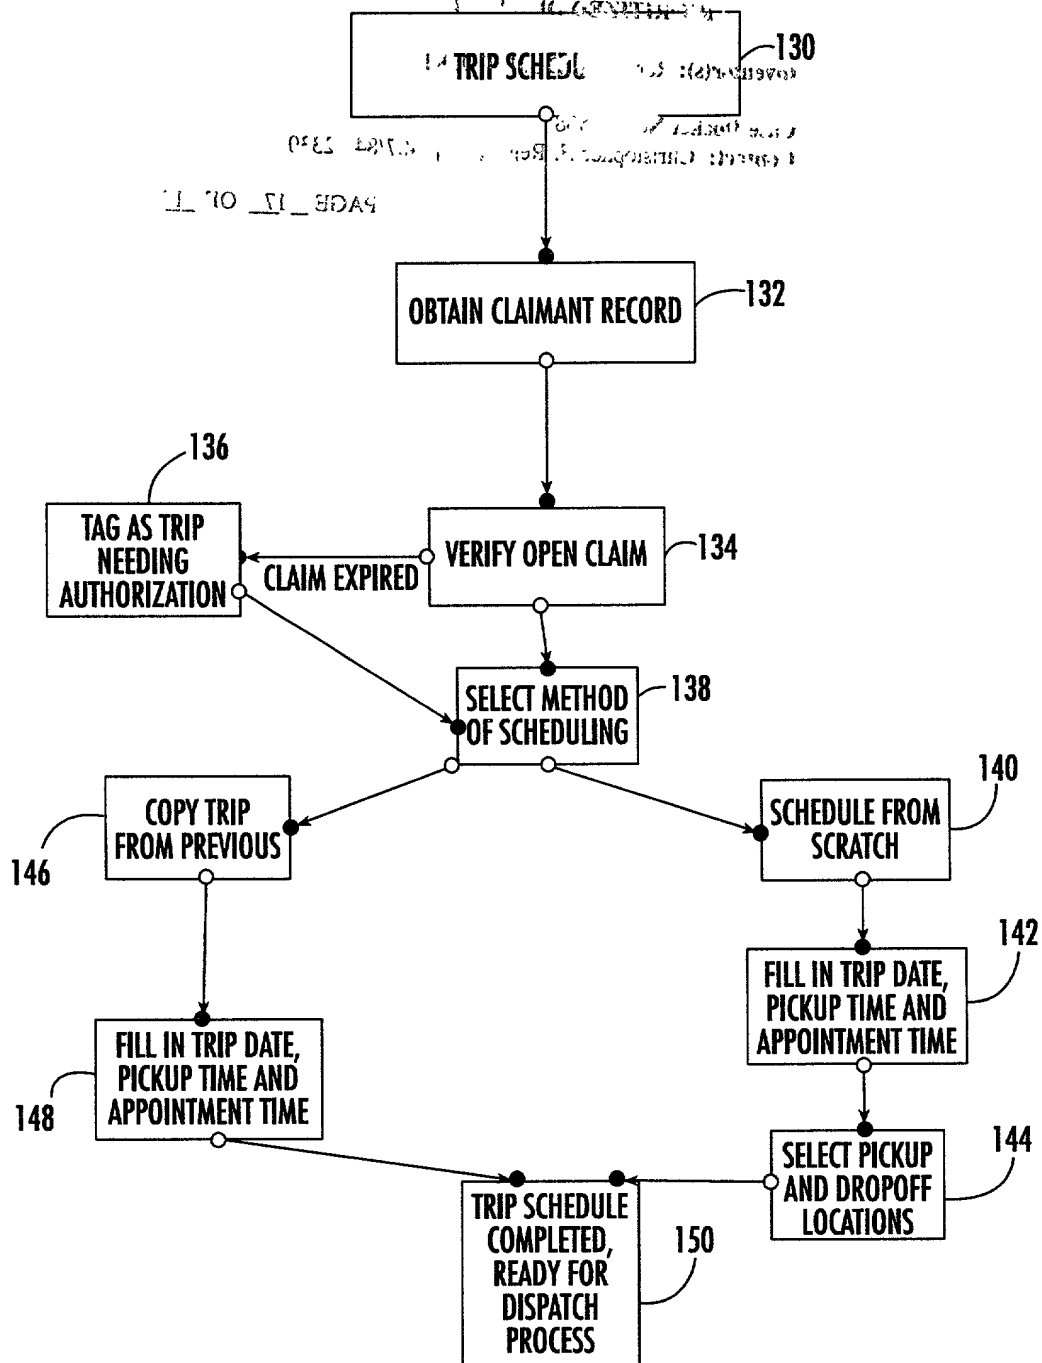 130
TRIP
132
OBTAIN CLAIMANT RECORD
136
TAG AS TRIP
NEEDING
AUTHORIZATION
CLAIM EXPIRED
VERIFY OPEN CLAIM
134
SELECT METHOD
OF SCHEDULING
138
COPY TRIP
FROM PREVIOUS
146
SCHEDULE FROM
SCRATCH
140
FILL IN TRIP DATE,
PICKUP TIME AND
APPOINTMENT TIME
142
FILL IN TRIP DATE,
PICKUP TIME AND
APPOINTMENT TIME
148
SELECT PICKUP
AND DROPOFF
LOCATIONS
144
TRIP SCHEDULE
COMPLETED,
READY FOR
DISPATCH
PROCESS
150
PAGE 17 OF